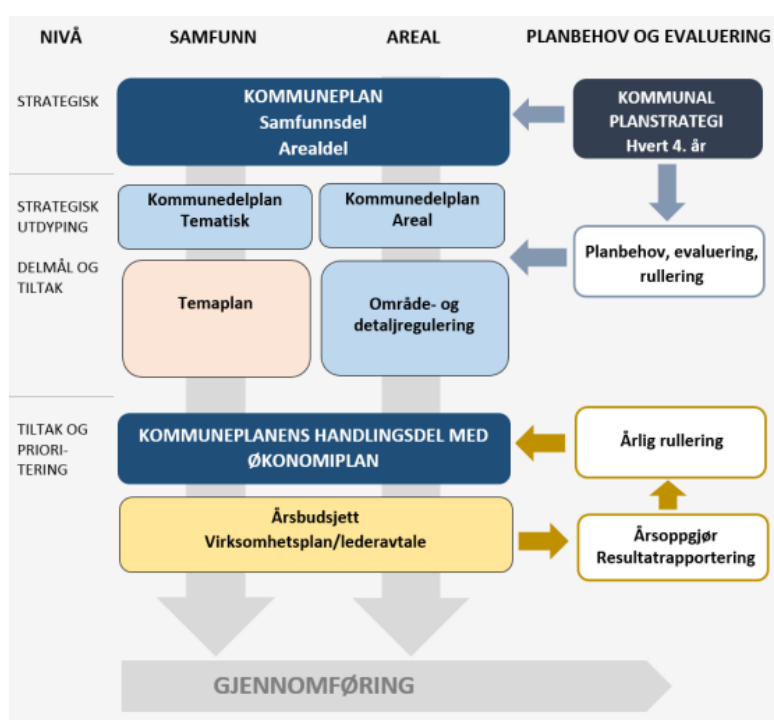 NIVÅ
SAMFUNN
AREAL
PLANBEHOV OG EVALUERING
STRATEGISK
KOMMUNEPLAN
Samfunnsdel
Arealdel
KOMMUNAL
PLANSTRATEGI
Hvert 4. år
STRATEGISK
UTDYPING
Kommunedelplan
Tematisk
Kommunedelplan
Areal
Planbehov, evaluering,
rullering
DELMÅL OG
TILTAK
Temaplan
Område- og
detaljregulering
TILTAK OG
PRIORI-
TERING
KOMMUNEPLANENS HANDLINGSDEL MED
ØKONOMIPLAN
Årlig rullering
Årsbudsjett
Virksomhetsplan/lederavtale
Årsoppgjør
Resultatrapportering
GJENNOMFØRING